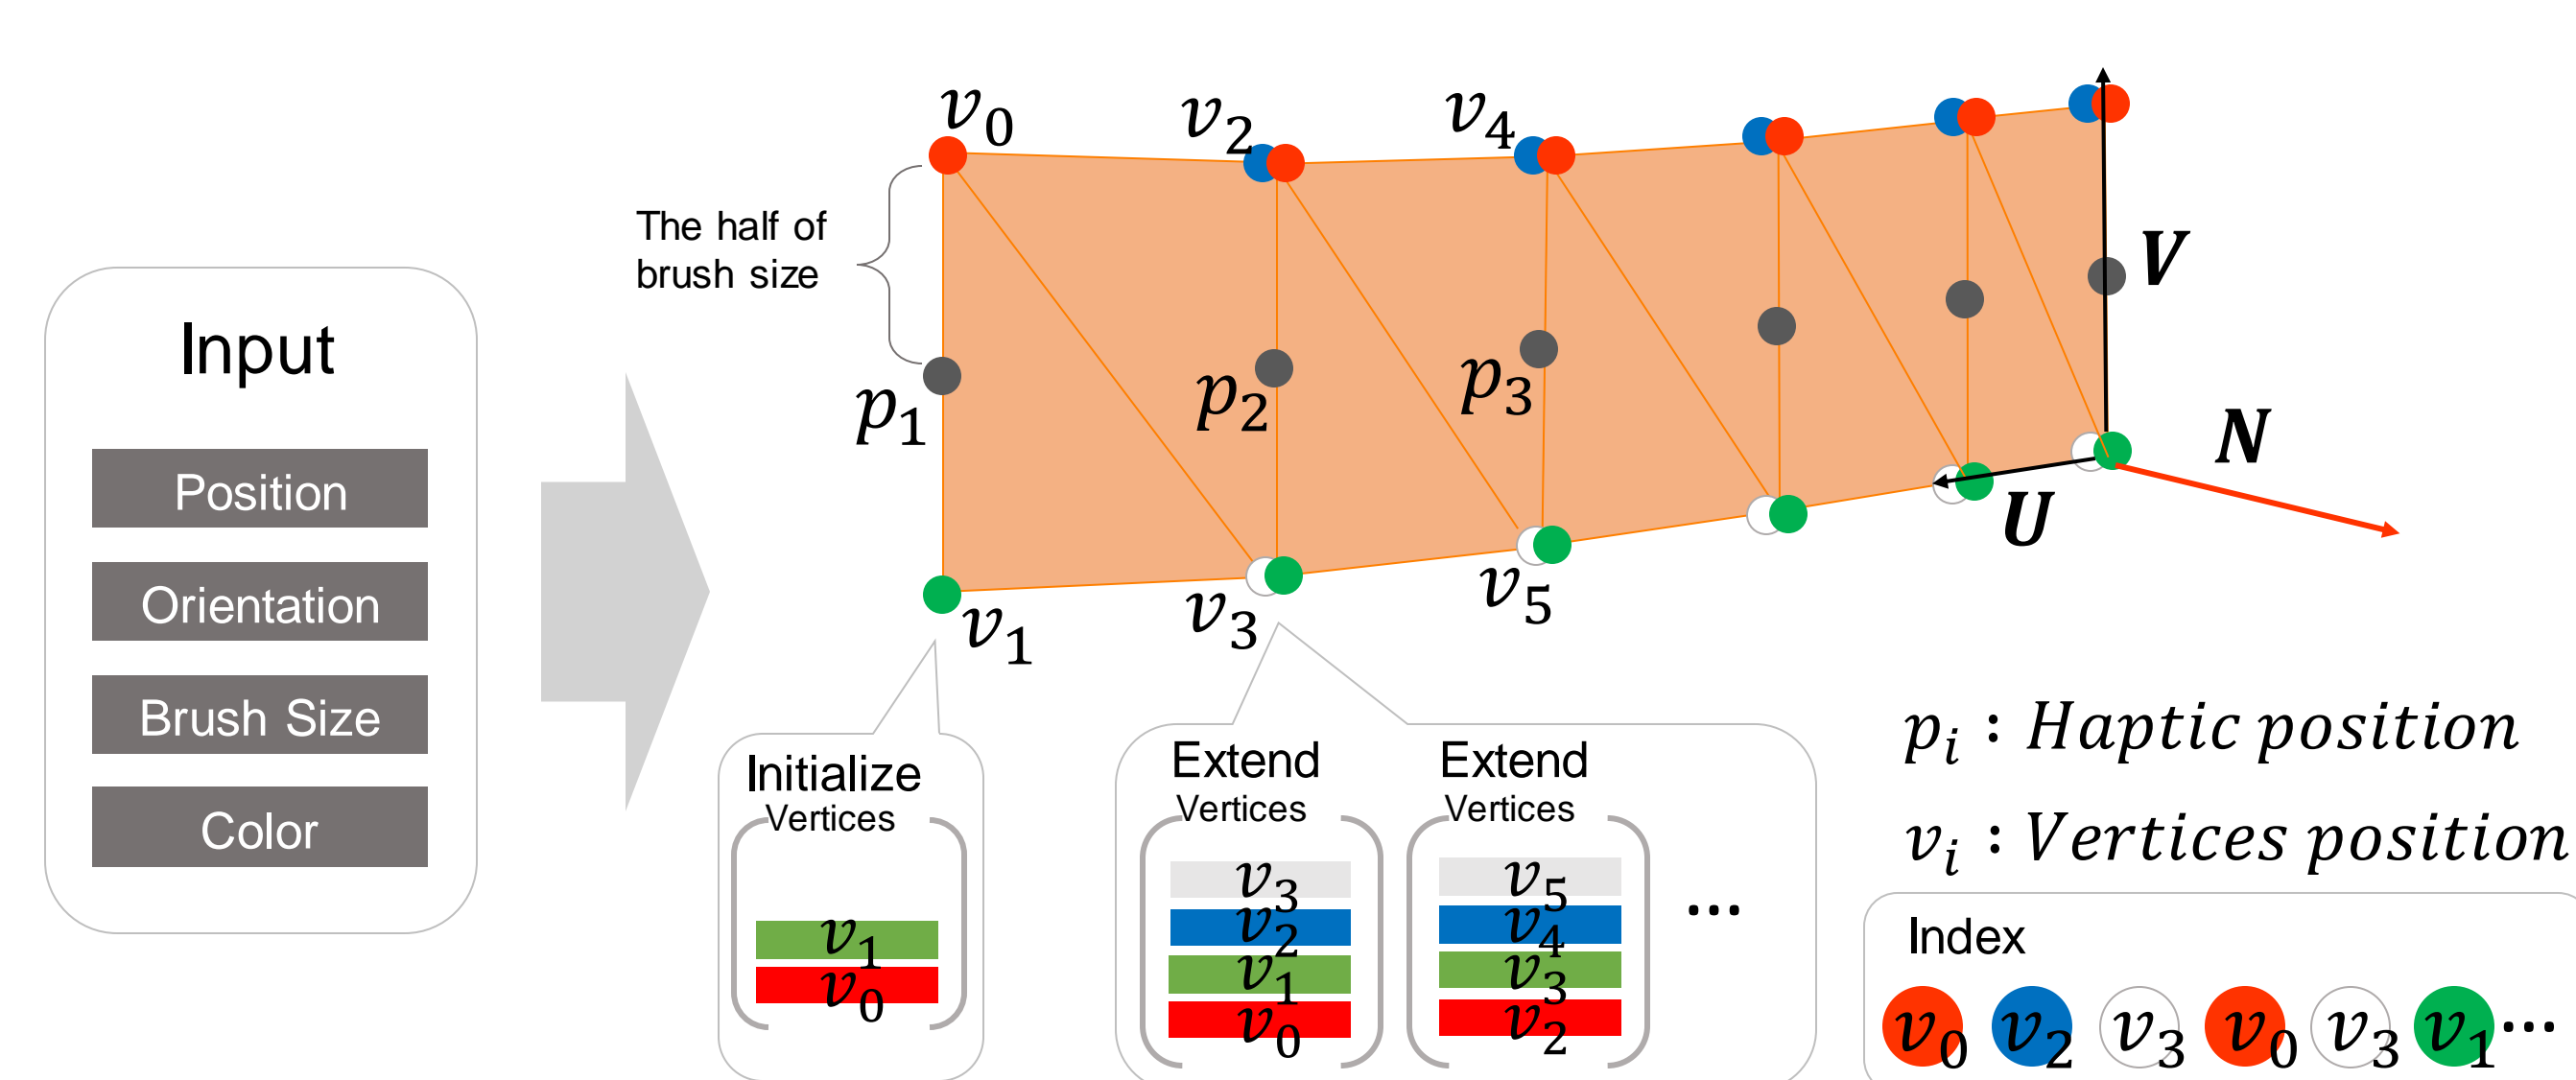 Input
Position
Orientation
Brush Size
Color
The half of
brush size
v₀
v₂
v₄
p₁
p₂
p₃
v₁
v₃
v₅
V
N
U
Initialize
Vertices
v₁
v₀
Extend
Vertices
v₃
v₂
v₁
v₀
Extend
Vertices
v₅
v₄
v₃
v₂
...
pᵢ : Haptic position
vᵢ : Vertices position
Index
v₀ v₂ v₃ v₀ v₃ v₁ ...